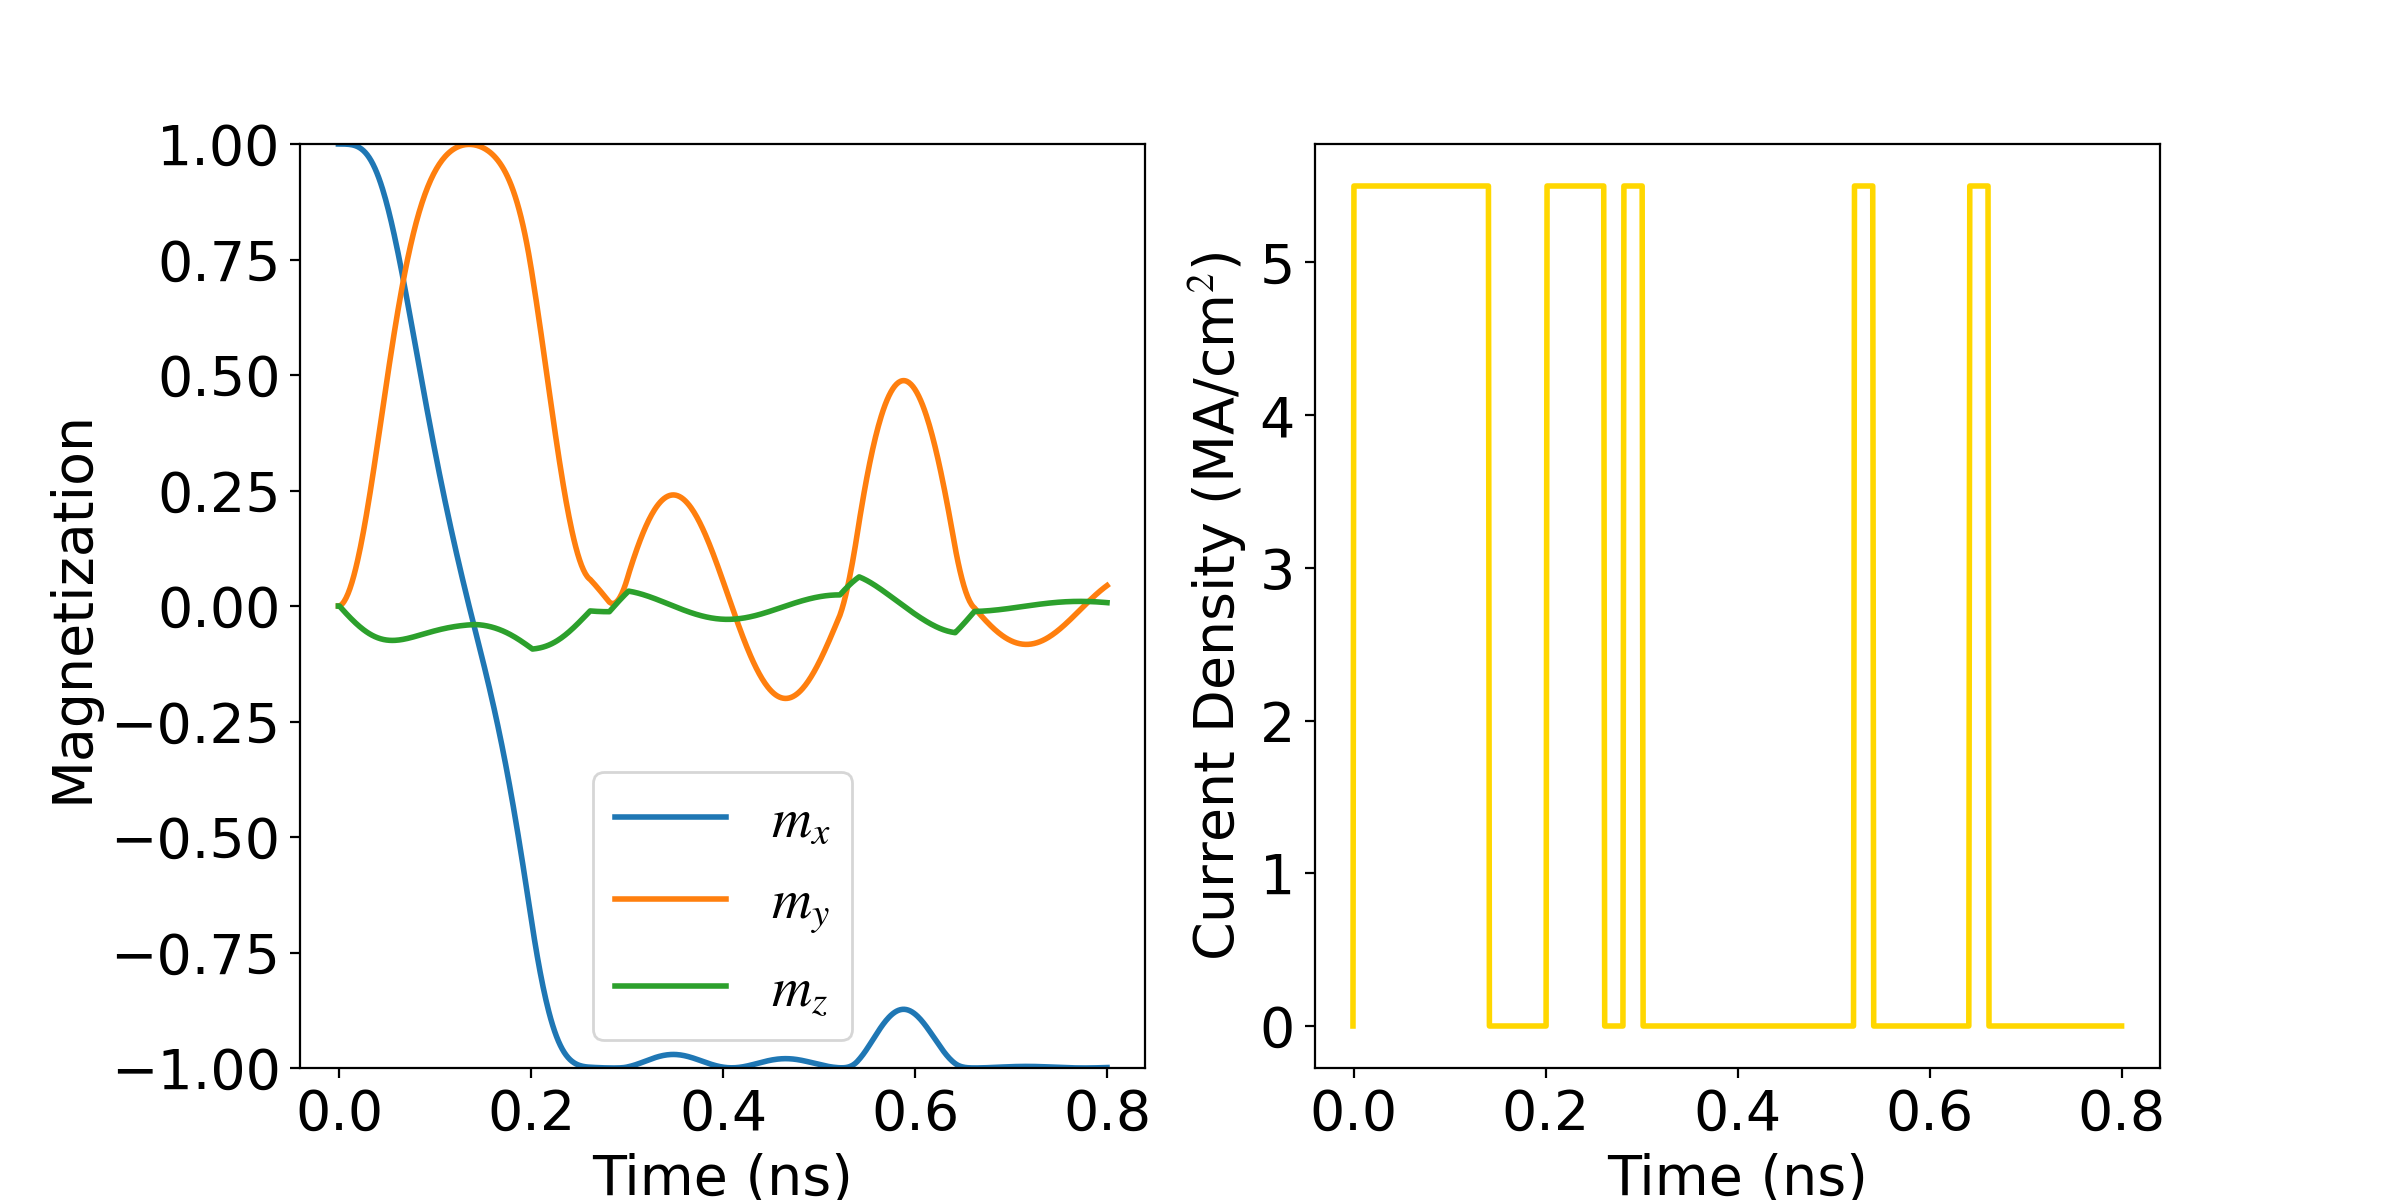 Magnetization
1.00
0.75
0.50
0.25
0.00
−0.25
−0.50
−0.75
−1.00
m_x
m_y
m_z
0.0 0.2 0.4 0.6 0.8
Time (ns)
Current Density (MA/cm²)
5
4
3
2
1
0
0.0 0.2 0.4 0.6 0.8
Time (ns)